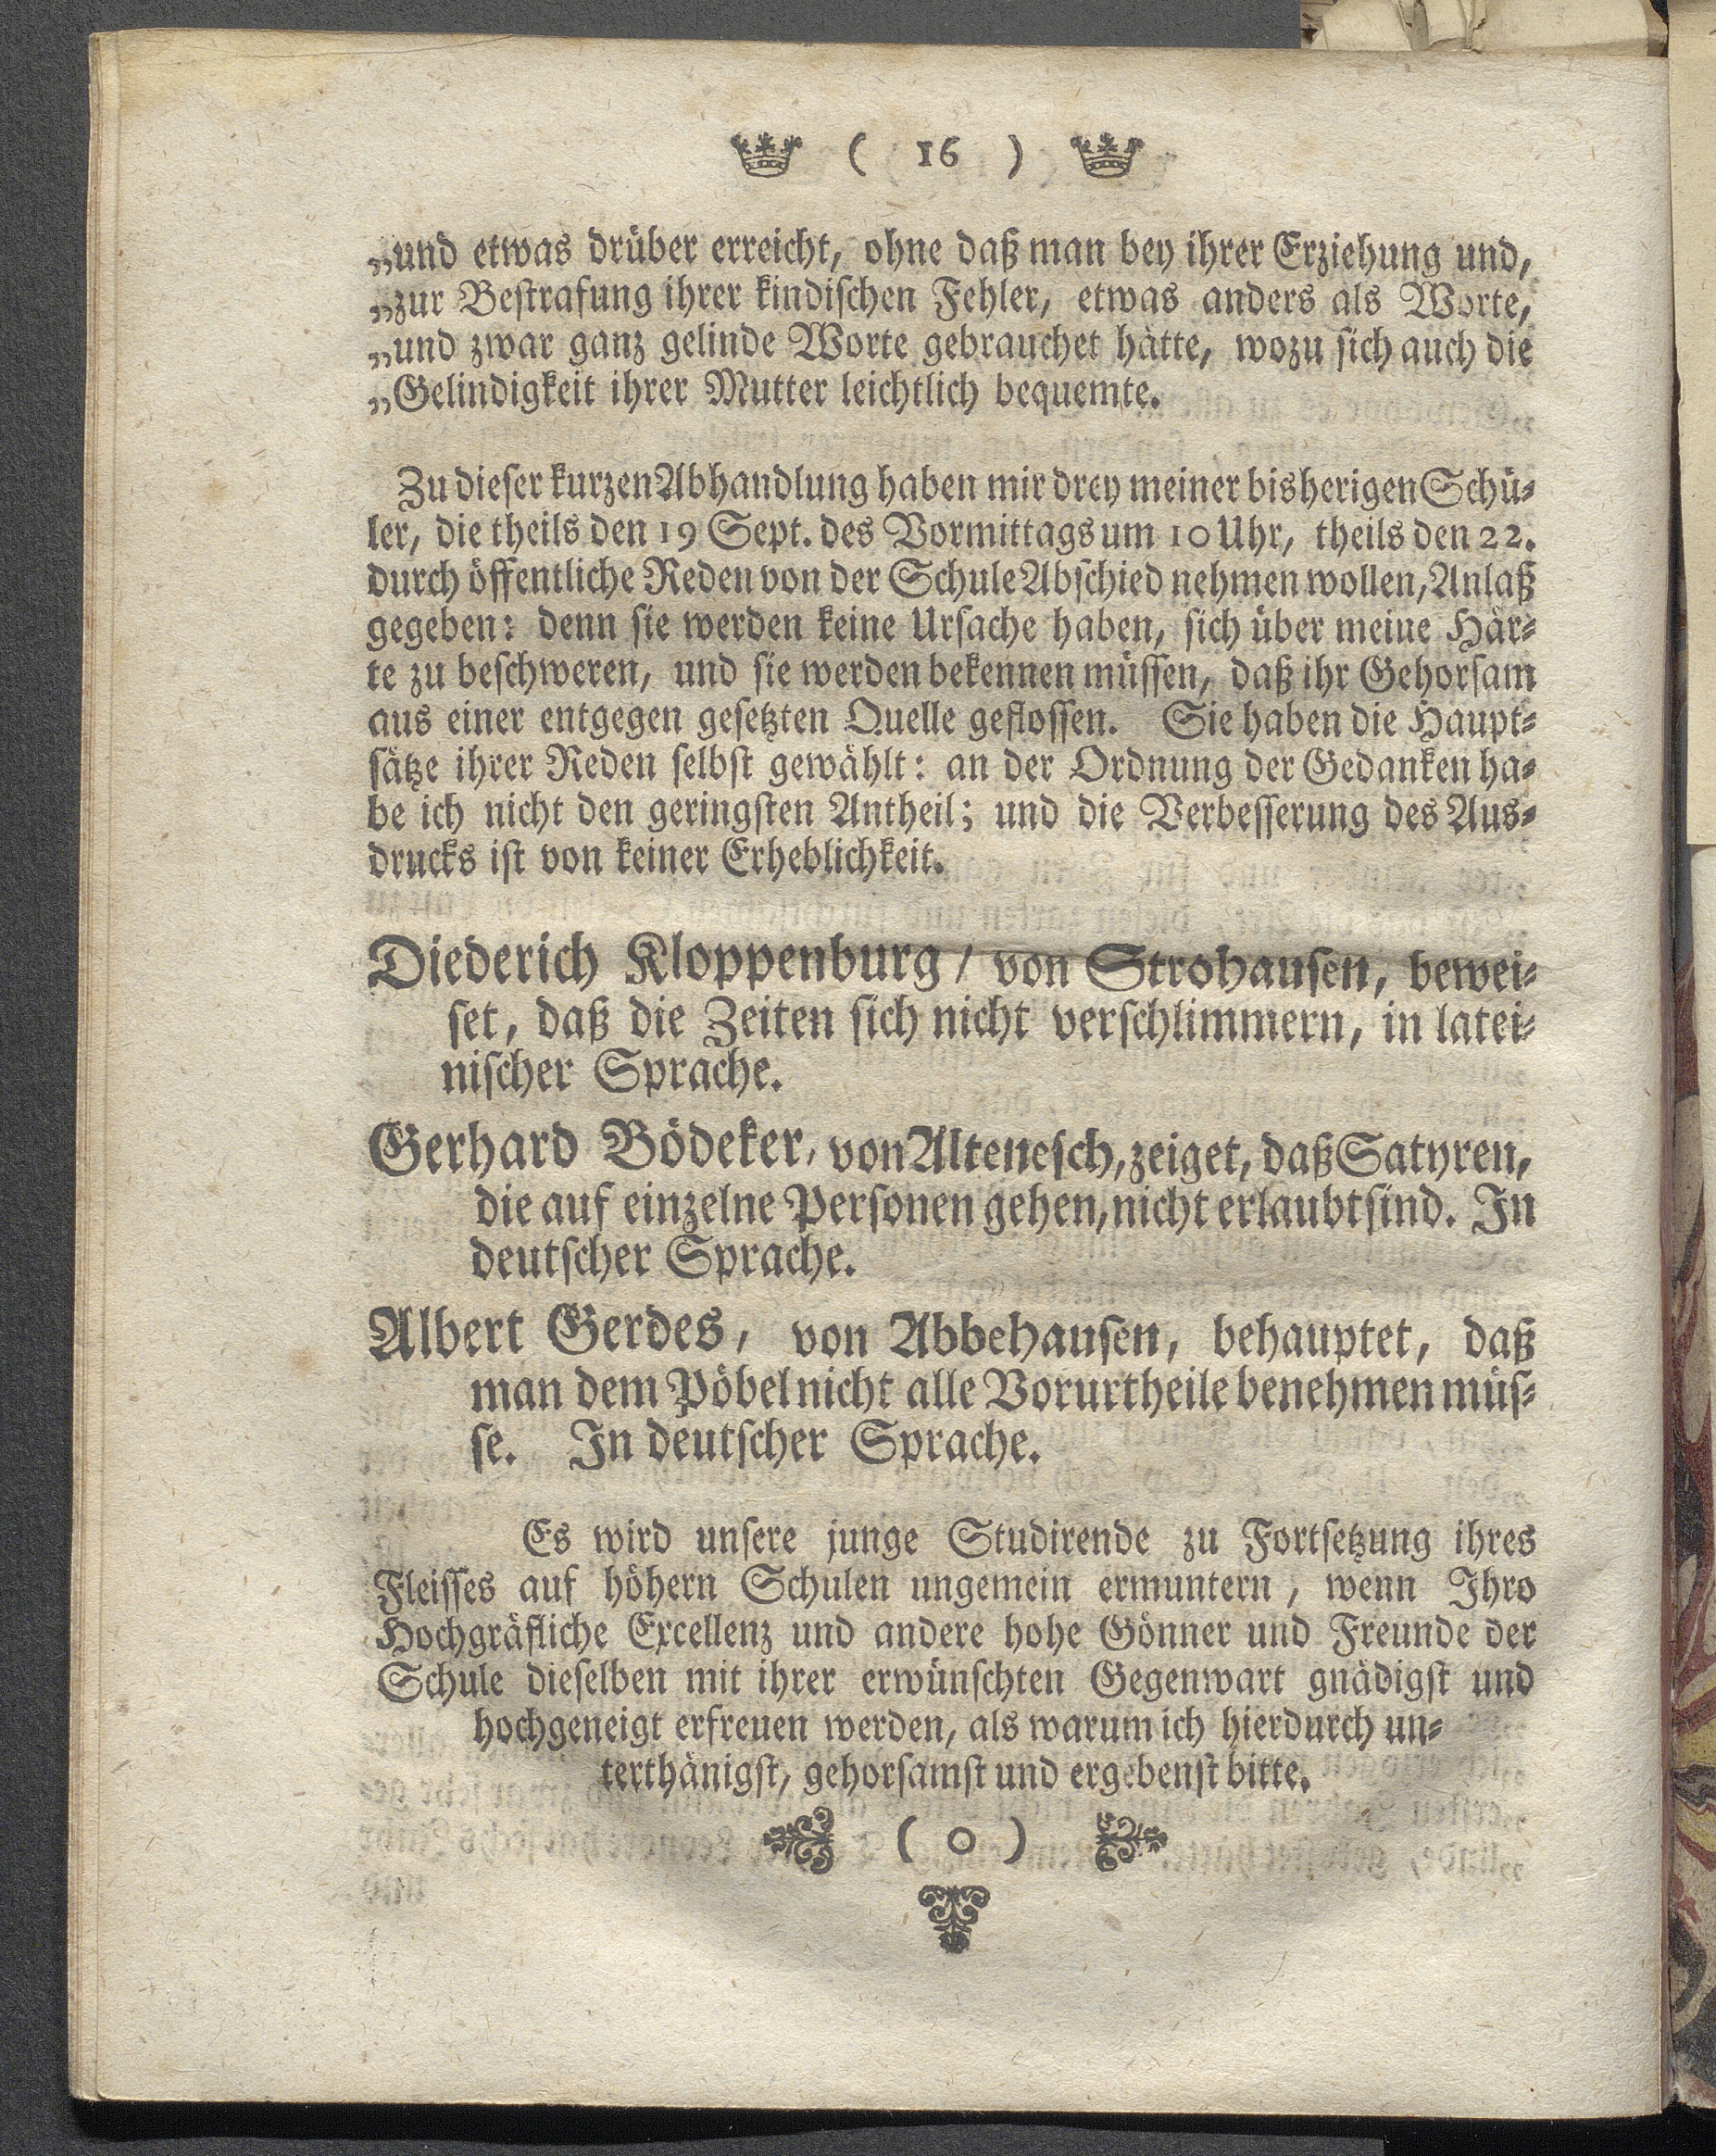 ( 16 )
„und etwas drüber erreicht, ohne daß man bey ihrer Erziehung und,
„zur Bestrafung ihrer kindischen Fehler, etwas anders als Worte,
„und zwar ganz gelinde Worte gebrauchet hätte, wozu sich auch die
„Gelindigkeit ihrer Mutter leichtlich bequemte.
Zu dieser kurzen Abhandlung haben mir drey meiner bisherigen Schü-
ler, die theils den 19 Sept. des Vormittags um 10 Uhr, theils den 22.
durch öffentliche Reden von der Schule Abschied nehmen wollen, Anlaß
gegeben: denn sie werden keine Ursache haben, sich über meine Här-
te zu beschweren, und sie werden bekennen müssen, daß ihr Gehorsam
aus einer entgegen gesetzten Quelle geflossen. Sie haben die Haupt-
sätze ihrer Reden selbst gewählt: an der Ordnung der Gedanken ha-
be ich nicht den geringsten Antheil; und die Verbesserung des Aus-
drucks ist von keiner Erheblichkeit.
Diederich Kloppenburg / von Strohausen, bewei-
set, daß die Zeiten sich nicht verschlimmern, in latei-
nischer Sprache.
Gerhard Bödeker, von Altenesch, zeiget, daß Satyren,
die auf einzelne Personen gehen, nicht erlaubt sind. In
deutscher Sprache.
Albert Gerdes, von Abbehausen, behauptet, daß
man dem Pöbel nicht alle Vorurtheile benehmen müs-
se. In deutscher Sprache.
Es wird unsere junge Studirende zu Fortsetzung ihres
Fleisses auf höhern Schulen ungemein ermuntern, wenn Ihro
Hochgräfliche Excellenz und andere hohe Gönner und Freunde der
Schule dieselben mit ihrer erwünschten Gegenwart gnädigst und
hochgeneigt erfreuen werden, als warum ich hierdurch un-
terthänigst, gehorsamst und ergebenst bitte.
( O )